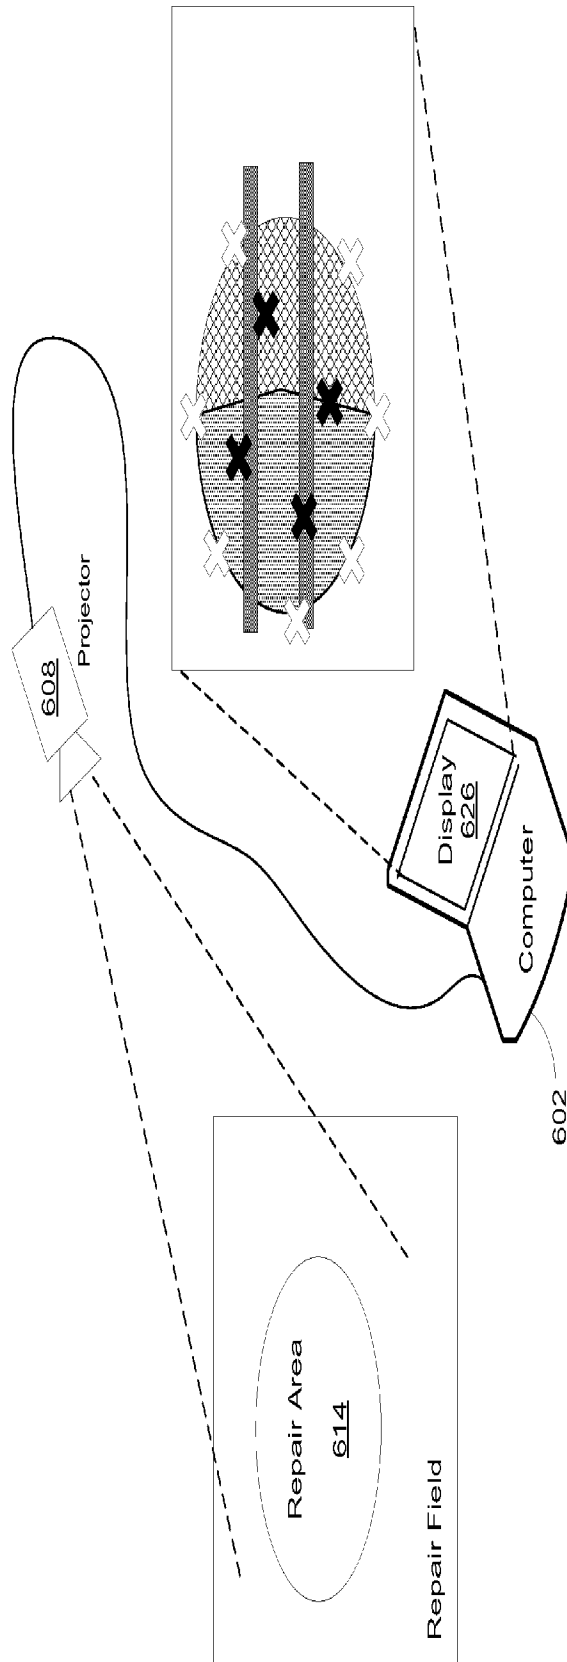 608
Projector
Display
626
Computer
602
Repair Area
614
Repair Field